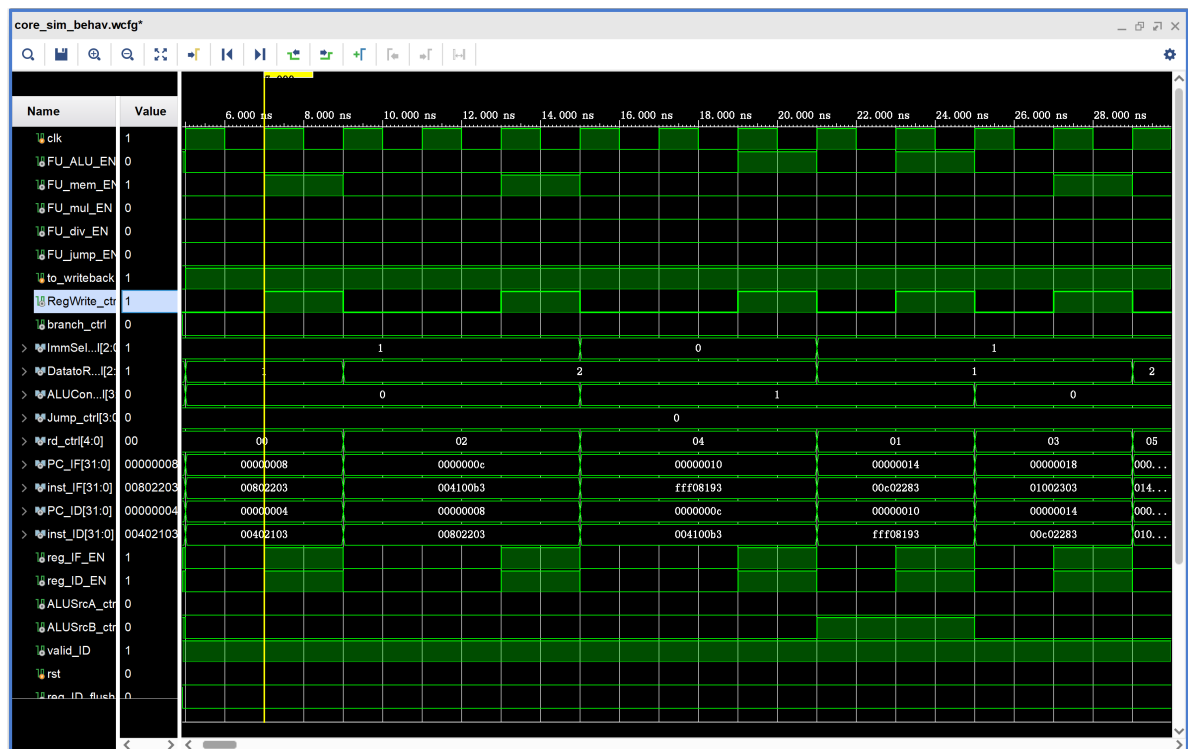 core_sim_behav.wcfg*
Name Value
6.000 ns 8.000 ns 10.000 ns 12.000 ns 14.000 ns 16.000 ns 18.000 ns 20.000 ns 22.000 ns 24.000 ns 26.000 ns 28.000 ns
clk 1
FU_ALU_EN 0
FU_mem_EN 1
FU_mul_EN 0
FU_div_EN 0
FU_jump_EN 0
to_writeback 1
RegWrite_ctr 1
branch_ctrl 0
ImmSel...l[2:0 1 1 0 1
DatatoR...l[2: 1 1 2 1 2
ALUCon...l[3 0 0 1 0
Jump_ctrl[3:0 0 0
rd_ctrl[4:0] 00 00 02 04 01 03 05
PC_IF[31:0] 00000008 00000008 0000000c 00000010 00000014 00000018 000...
inst_IF[31:0] 00802203 00802203 004100b3 fff08193 00c02283 01002303 014...
PC_ID[31:0] 00000004 00000004 00000008 0000000c 00000010 00000014 000...
inst_ID[31:0] 00402103 00402103 00802203 004100b3 fff08193 00c02283 010...
reg_IF_EN 1
reg_ID_EN 1
ALUSrcA_ctr 0
ALUSrcB_ctr 0
valid_ID 1
rst 0
reg_ID_flush 0